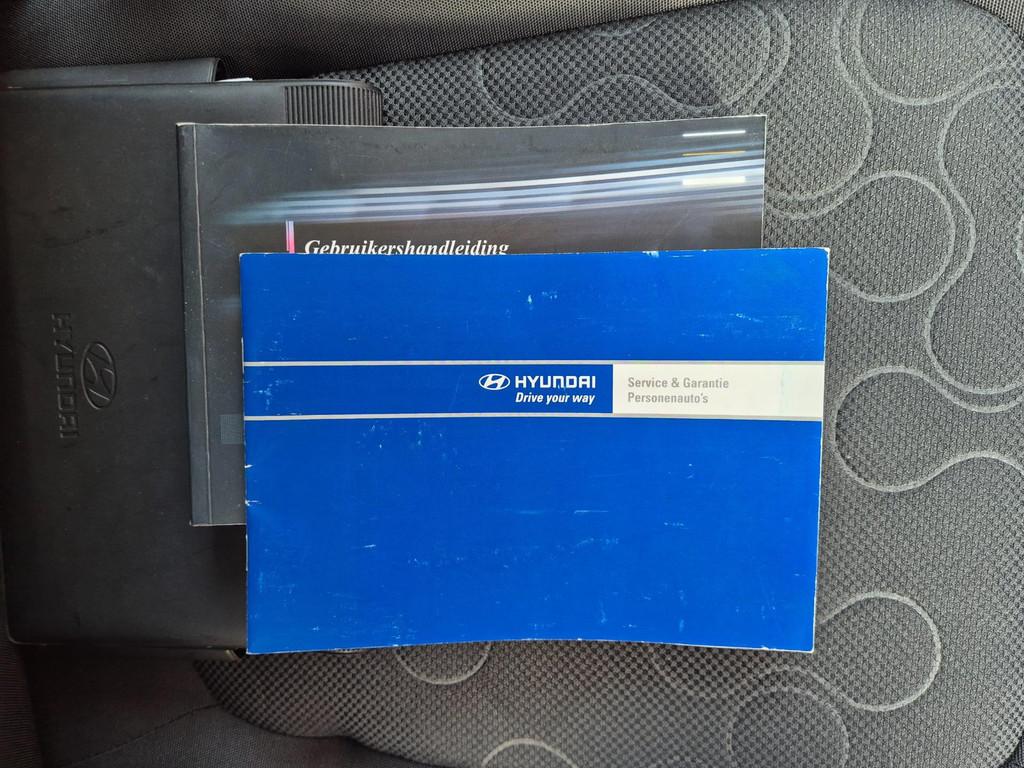 Gebruikershandleiding
HYUNDAI
HYUNDAI
Drive your way
Service & Garantie
Personenauto's